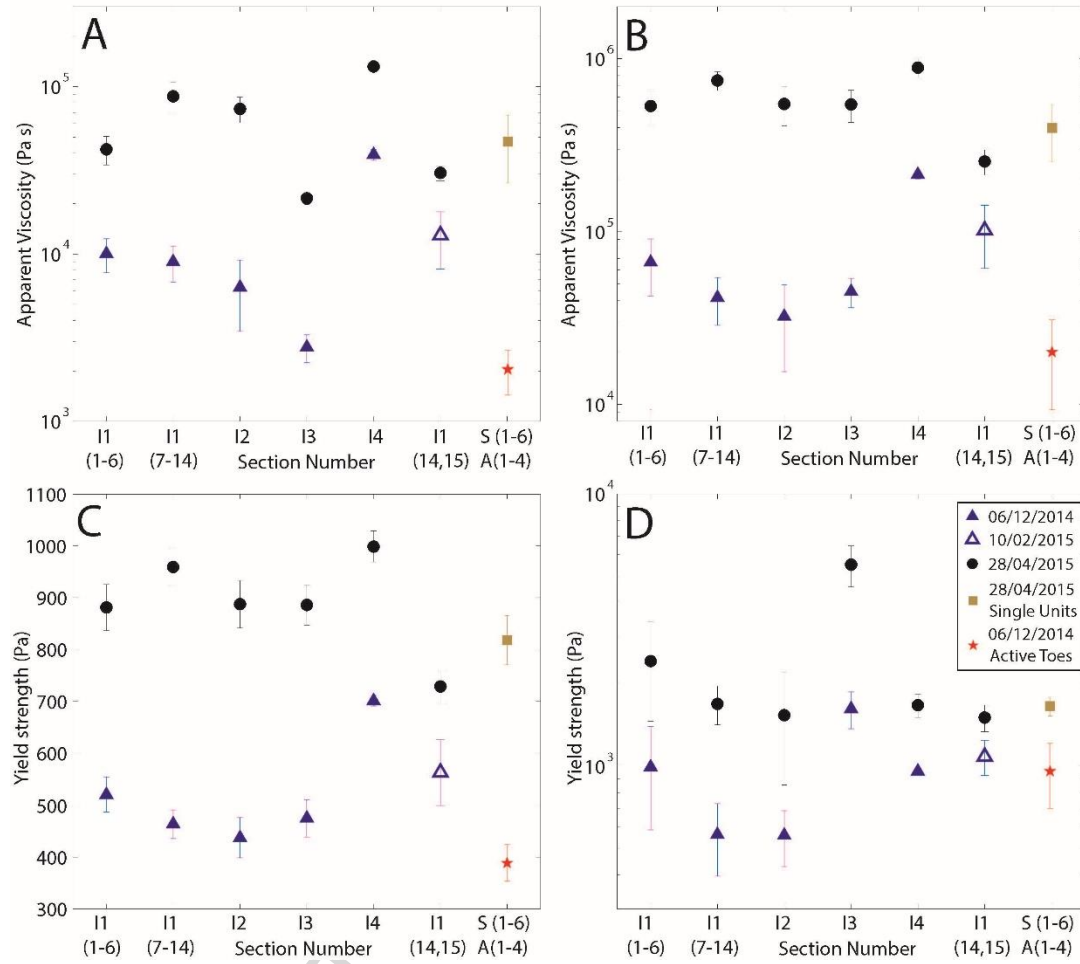 A
Apparent Viscosity (Pa s)
10^5
10^4
10^3
I1 I1 I2 I3 I4 I1 S (1-6)
(1-6) (7-14) Section Number (14,15) A(1-4)
B
Apparent Viscosity (Pa s)
10^6
10^5
10^4
I1 I1 I2 I3 I4 I1 S (1-6)
(1-6) (7-14) Section Number (14,15) A(1-4)
C
Yield strength (Pa)
1100
1000
900
800
700
600
500
400
300
I1 I1 I2 I3 I4 I1 S (1-6)
(1-6) (7-14) Section Number (14,15) A(1-4)
D
Yield strength (Pa)
10^4
10^3
06/12/2014
10/02/2015
28/04/2015
28/04/2015
Single Units
06/12/2014
Active Toes
I1 I1 I2 I3 I4 I1 S (1-6)
(1-6) (7-14) Section Number (14,15) A(1-4)